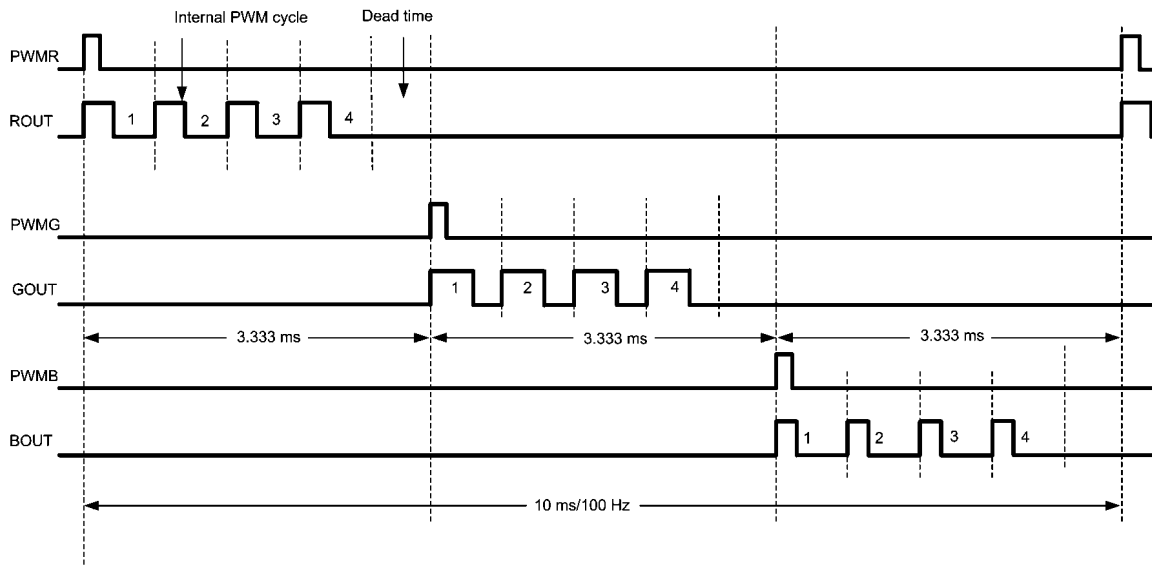 Internal PWM cycle
Dead time
PWMR
ROUT
1
2
3
4
PWMG
GOUT
1
2
3
4
3.333 ms
3.333 ms
3.333 ms
PWMB
BOUT
1
2
3
4
10 ms/100 Hz